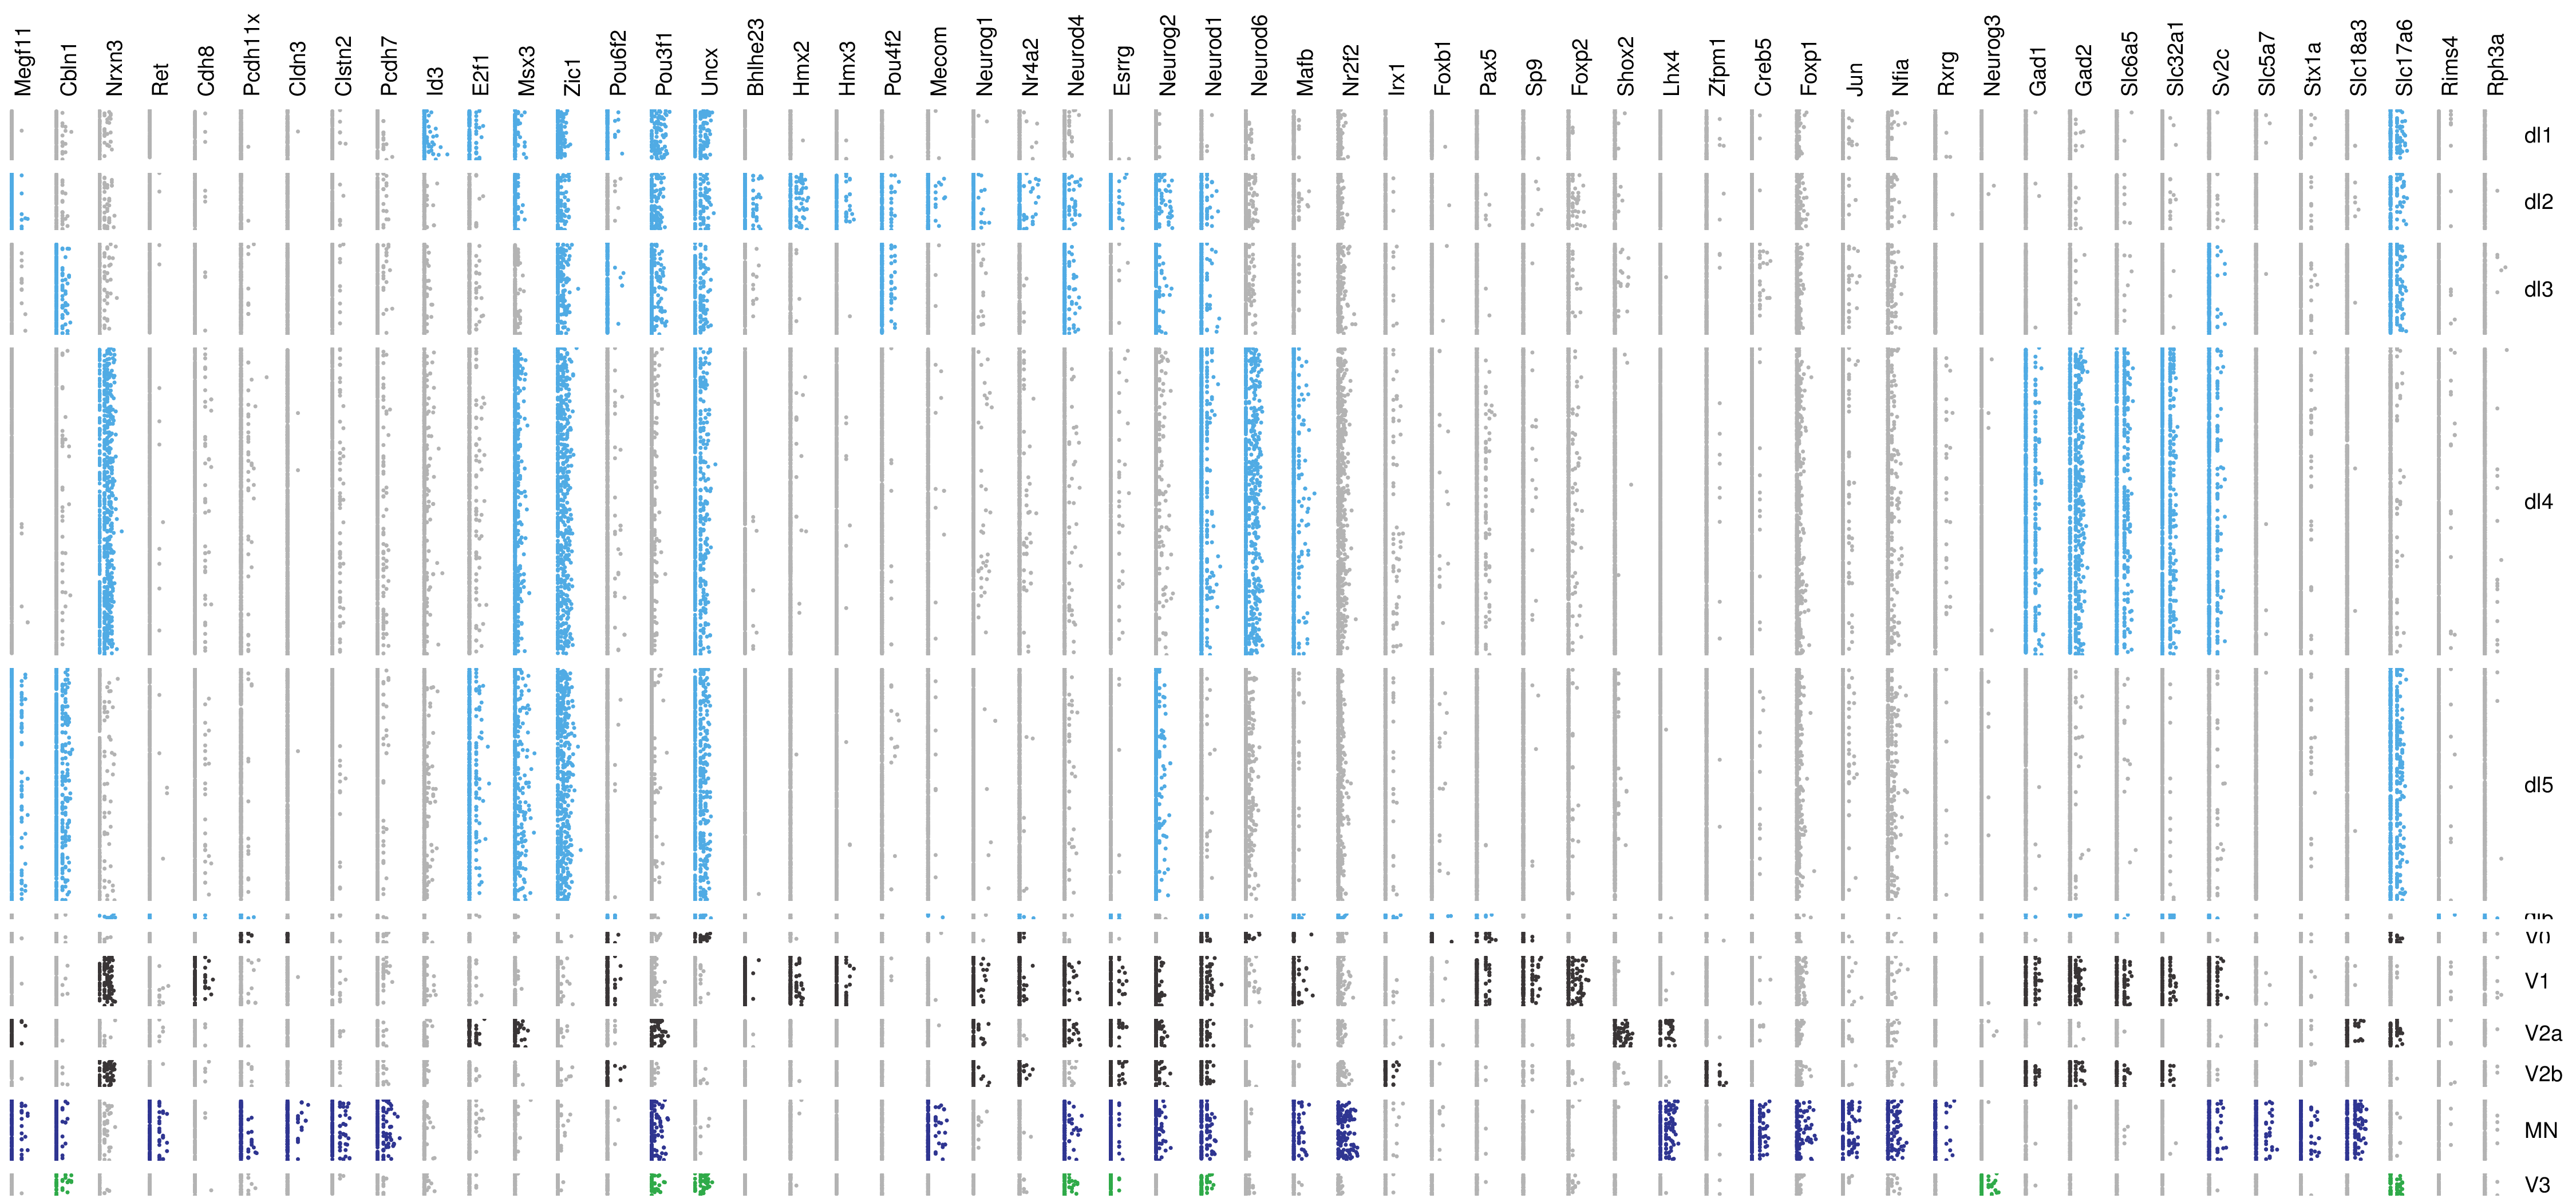 Megf11
Cbln1
Nrxn3
Ret
Cdh8
Pcdh11x
Cldn3
Clstn2
Pcdh7
Id3
E2f1
Msx3
Zic1
Pou6f2
Pou3f1
Uncx
Bhlhe23
Hmx2
Hmx3
Pou4f2
Mecom
Neurog1
Nr4a2
Neurod4
Esrrg
Neurog2
Neurod1
Neurod6
Mafb
Nr2f2
Irx1
Foxb1
Pax5
Sp9
Foxp2
Shox2
Lhx4
Zfpm1
Creb5
Foxp1
Jun
Nfia
Rxrg
Neurog3
Gad1
Gad2
Slc6a5
Slc32a1
Sv2c
Slc5a7
Stx1a
Slc18a3
Slc17a6
Rims4
Rph3a
dI1
dI2
dI3
dI4
dI5
V1
V2a
V2b
MN
V3